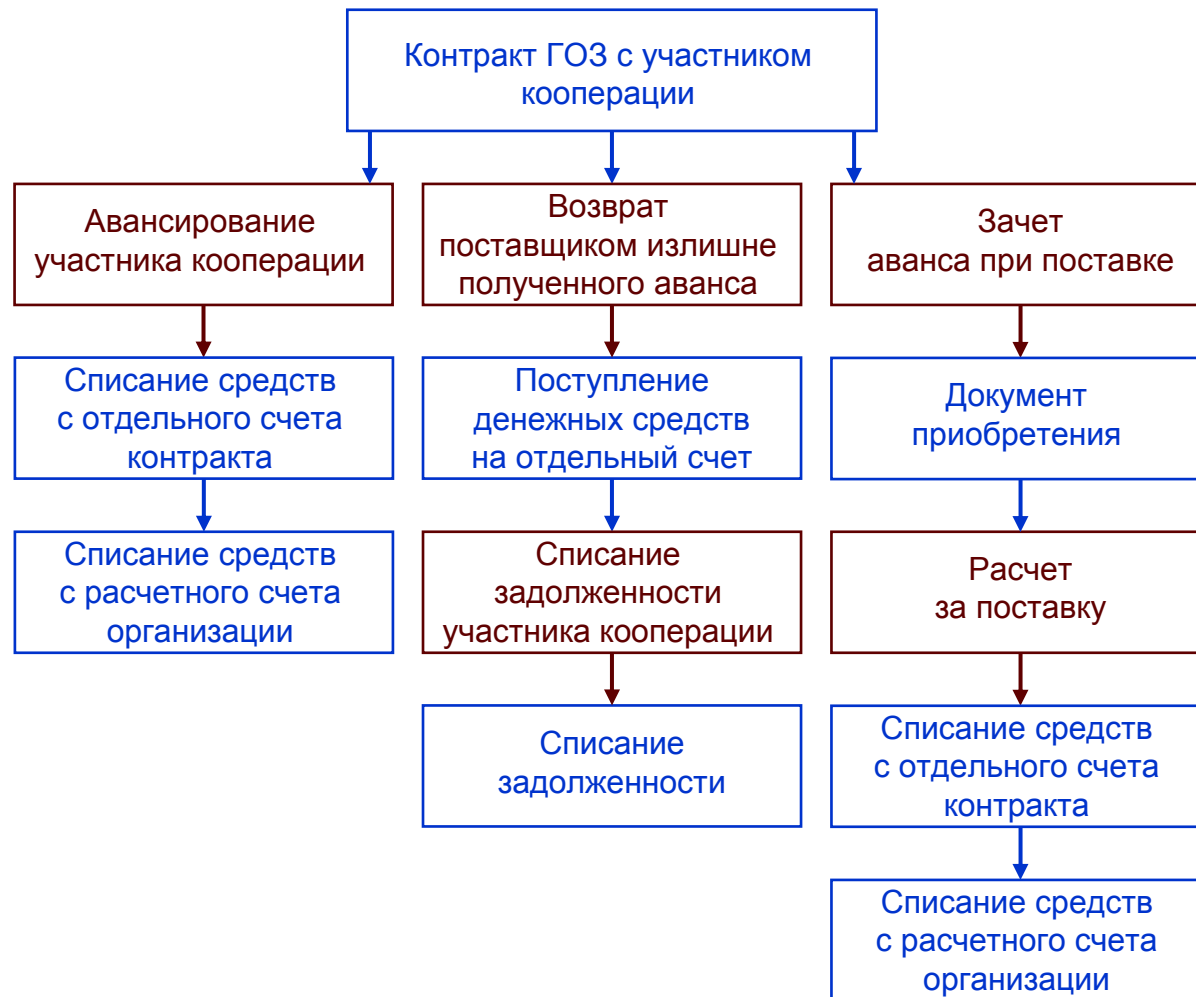 Контракт ГОЗ с участником
кооперации
Авансирование
участника кооперации
Возврат
поставщиком излишне
полученного аванса
Зачет
аванса при поставке
Списание средств
с отдельного счета
контракта
Поступление
денежных средств
на отдельный счет
Документ
приобретения
Списание средств
с расчетного счета
организации
Списание
задолженности
участника кооперации
Расчет
за поставку
Списание
задолженности
Списание средств
с отдельного счета
контракта
Списание средств
с расчетного счета
организации